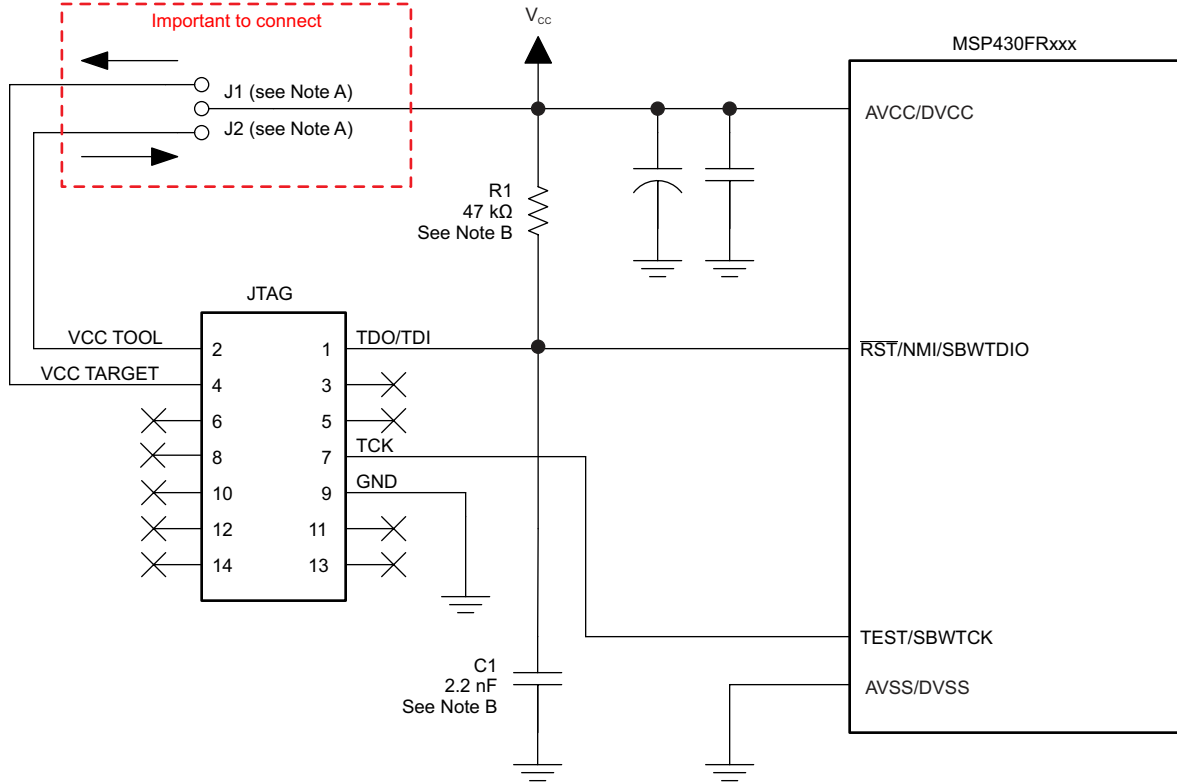 Important to connect
J1 (see Note A)
J2 (see Note A)
VCC
MSP430FRxxx
AVCC/DVCC
R1
47 kΩ
See Note B
JTAG
VCC TOOL
2
1
TDO/TDI
RST/NMI/SBWTDIO
VCC TARGET
4
3
6
5
8
7
TCK
10
9
GND
12
11
14
13
TEST/SBWTCK
C1
2.2 nF
See Note B
AVSS/DVSS